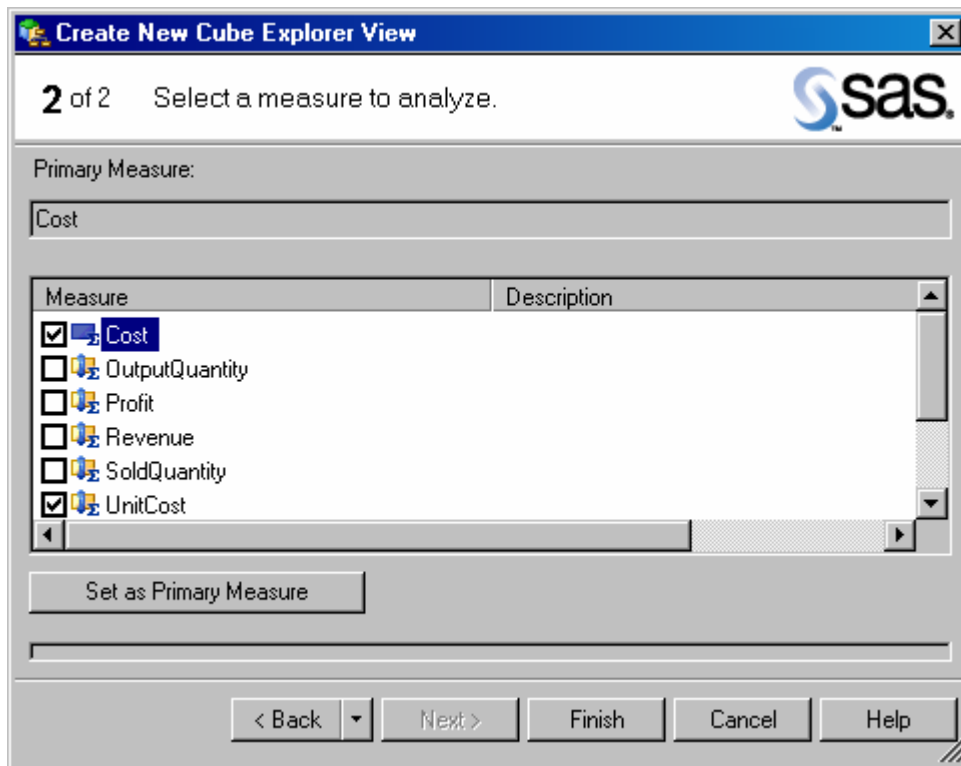 Create New Cube Explorer View
2 of 2 Select a measure to analyze.
sas.
TM
Primary Measure:
Cost
Measure Description
Cost
OutputQuantity
Profit
Revenue
SoldQuantity
UnitCost
Set as Primary Measure
< Back Next > Finish Cancel Help